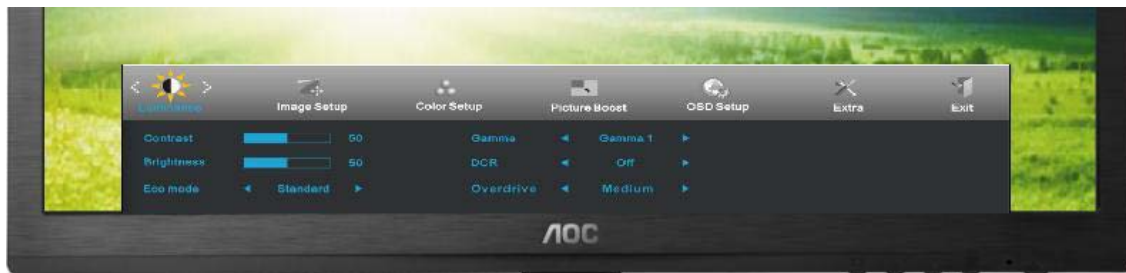 Luminance Image Setup Color Setup Picture Boost OSD Setup Extra Exit
Contrast 50 Gamma Gamma 1
Brightness 50 DCR Off
Eco mode Standard Overdrive Medium
AOC